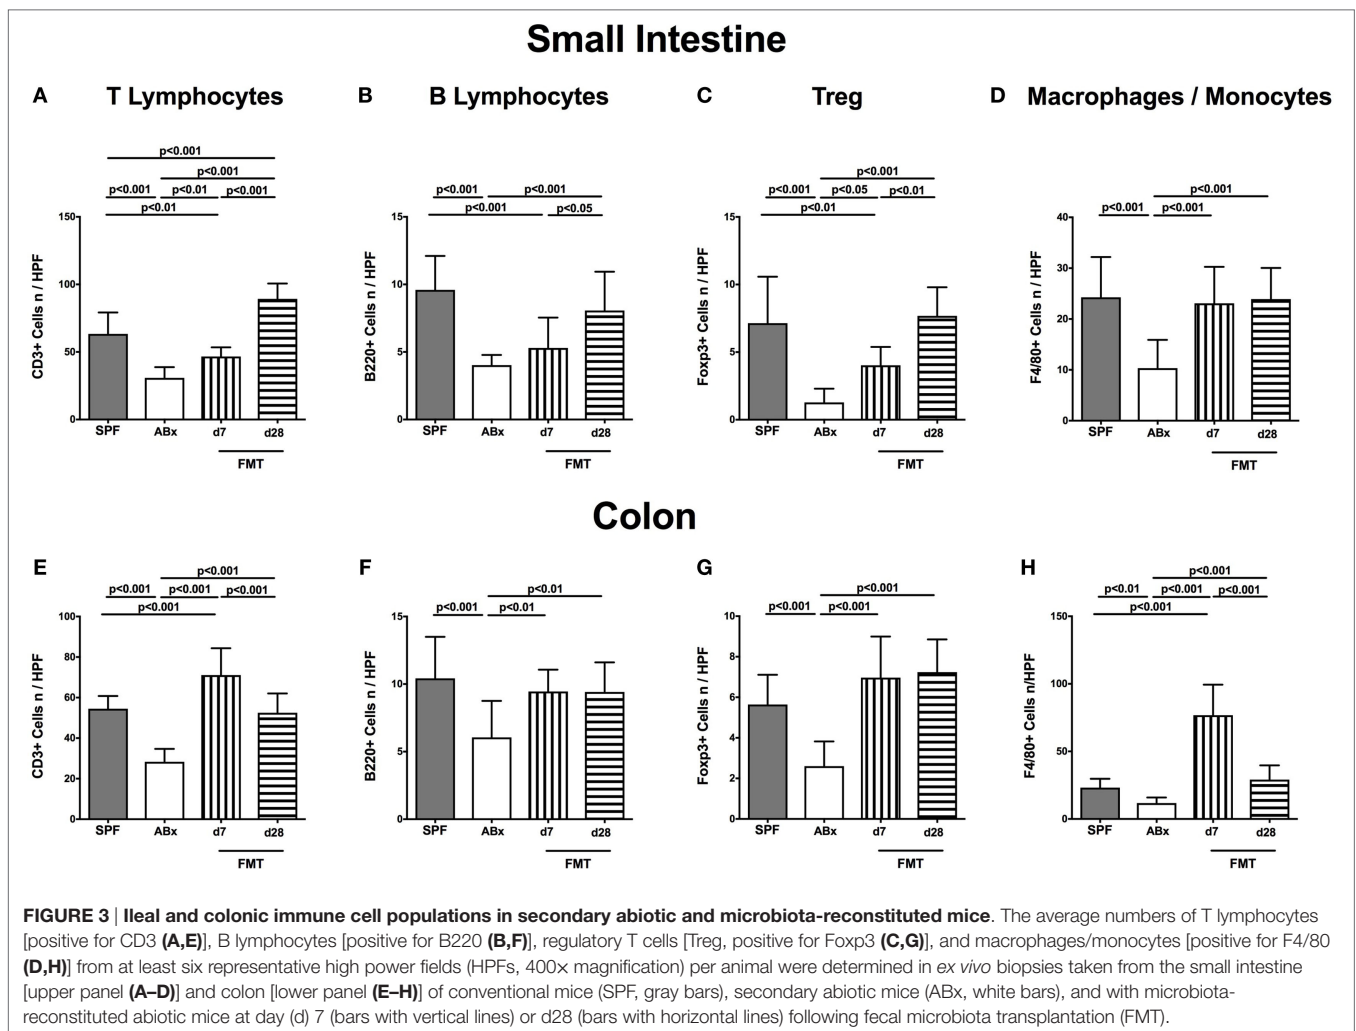 Small Intestine
A T Lymphocytes
p<0.001
p<0.001
p<0.001 p<0.01 p<0.001
p<0.01
150
100
50
0
CD3+ Cells n / HPF
SPF ABx d7 d28
FMT
B B Lymphocytes
p<0.001 p<0.001
p<0.001 p<0.05
15
10
5
0
B220+ Cells n / HPF
SPF ABx d7 d28
FMT
C Treg
p<0.001
p<0.001 p<0.05 p<0.01
p<0.01
15
10
5
0
Foxp3+ Cells n / HPF
SPF ABx d7 d28
FMT
D Macrophages / Monocytes
p<0.001
p<0.001 p<0.001
40
30
20
10
0
F4/80+ Cells n / HPF
SPF ABx d7 d28
FMT
Colon
E
p<0.001
p<0.001 p<0.001 p<0.001
p<0.001
100
80
60
40
20
0
CD3+ Cells n / HPF
SPF ABx d7 d28
FMT
F
p<0.01
p<0.001 p<0.01
15
10
5
0
B220+ Cells n / HPF
SPF ABx d7 d28
FMT
G
p<0.001
p<0.001 p<0.001
10
8
6
4
2
0
Foxp3+ Cells n / HPF
SPF ABx d7 d28
FMT
H
p<0.001
p<0.01 p<0.001 p<0.001
p<0.001
150
100
50
0
F4/80+ Cells n/HPF
SPF ABx d7 d28
FMT
FIGURE 3 | Ileal and colonic immune cell populations in secondary abiotic and microbiota-reconstituted mice. The average numbers of T lymphocytes
[positive for CD3 (A,E)], B lymphocytes [positive for B220 (B,F)], regulatory T cells [Treg, positive for Foxp3 (C,G)], and macrophages/monocytes [positive for F4/80
(D,H)] from at least six representative high power fields (HPFs, 400× magnification) per animal were determined in ex vivo biopsies taken from the small intestine
[upper panel (A–D)] and colon [lower panel (E–H)] of conventional mice (SPF, gray bars), secondary abiotic mice (ABx, white bars), and with microbiota-
reconstituted abiotic mice at day (d) 7 (bars with vertical lines) or d28 (bars with horizontal lines) following fecal microbiota transplantation (FMT).